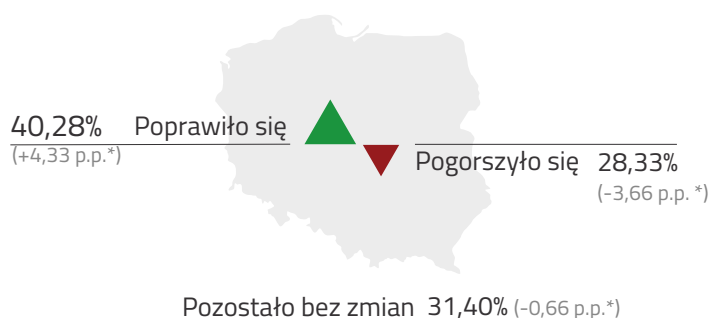 40,28% Poprawiło się
(+4,33 p.p.*)
Pogorszyło się 28,33%
(-3,66 p.p. *)
Pozostało bez zmian 31,40% (-0,66 p.p.*)